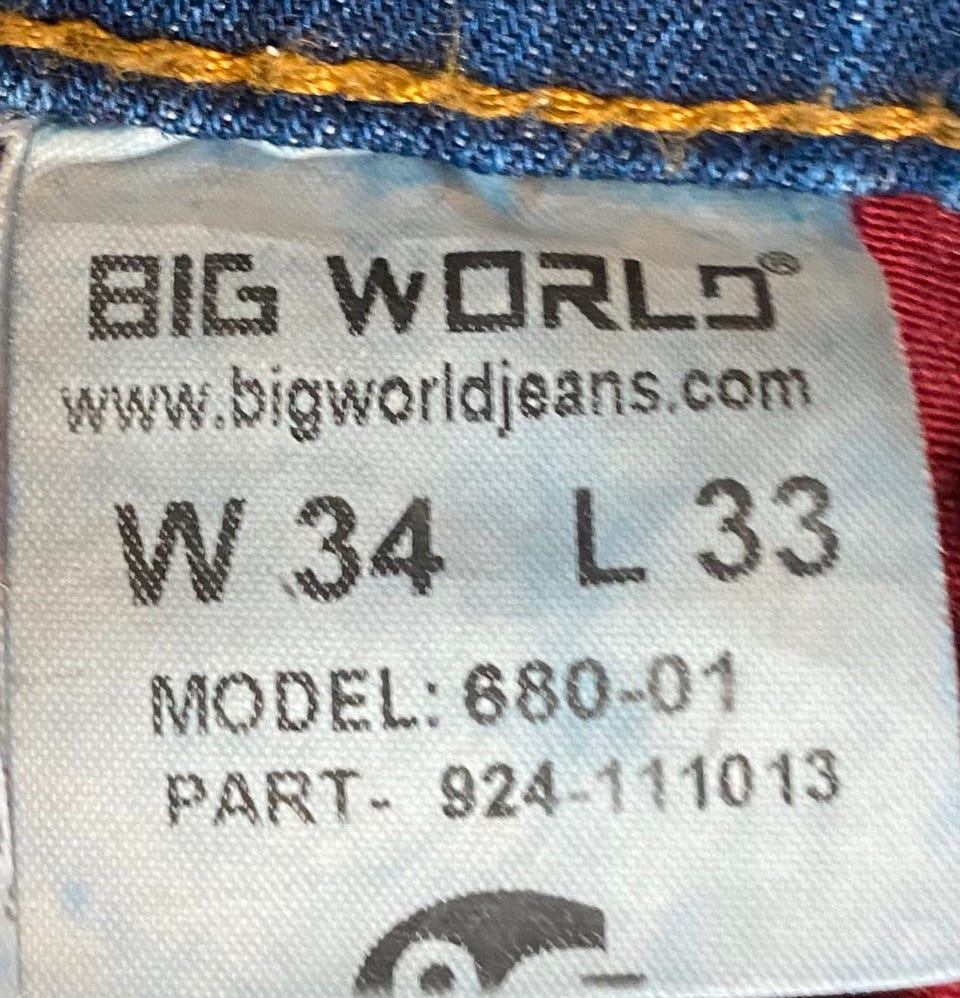 BIG WORLD®
www.bigworldjeans.com
W 34 L 33
MODEL: 680-01
PART- 924-111013